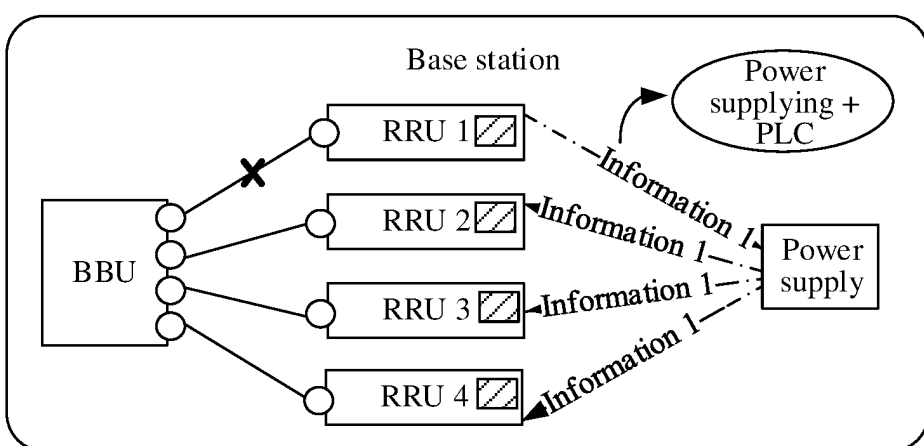 Base station
Power
supplying +
PLC
RRU 1
Information 1
RRU 2
Information 1
BBU
Power
supply
RRU 3
Information 1
RRU 4
Information 1